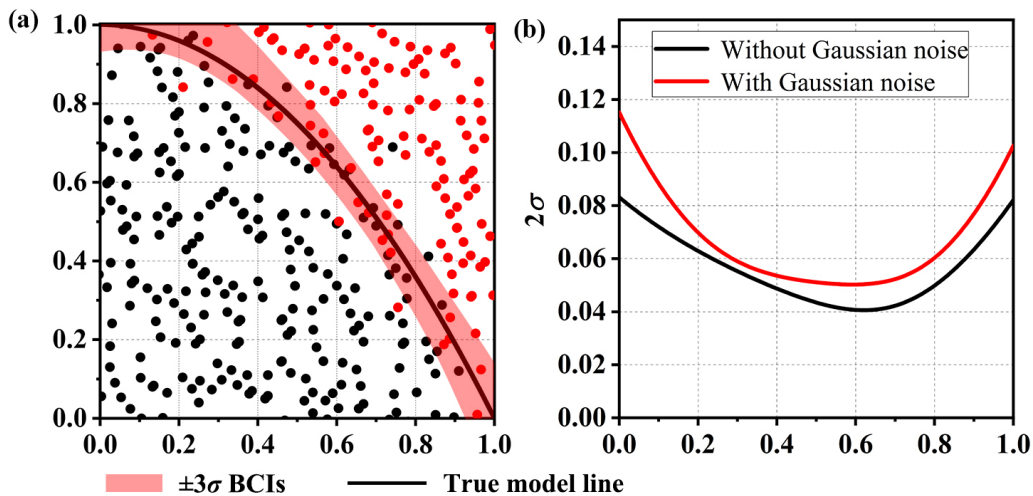 (a)
1.0
0.8
0.6
0.4
0.2
0.0
0.0 0.2 0.4 0.6 0.8 1.0
±3σ BCIs
True model line
(b)
2σ
0.14
0.12
0.10
0.08
0.06
0.04
0.02
0.00
0.0 0.2 0.4 0.6 0.8 1.0
Without Gaussian noise
With Gaussian noise